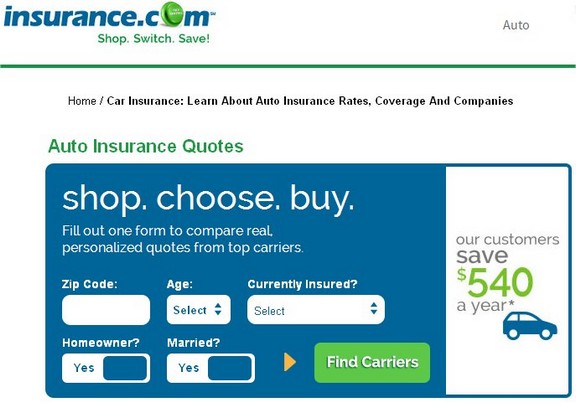 insurance.com
Shop. Switch. Save!
Auto
Home / Car Insurance: Learn About Auto Insurance Rates, Coverage And Companies
Auto Insurance Quotes
shop. choose. buy.
Fill out one form to compare real,
personalized quotes from top carriers.
Zip Code: Age: Currently Insured?
Select Select
Homeowner? Married?
Yes Yes Find Carriers
our customers
save
$540
a year*